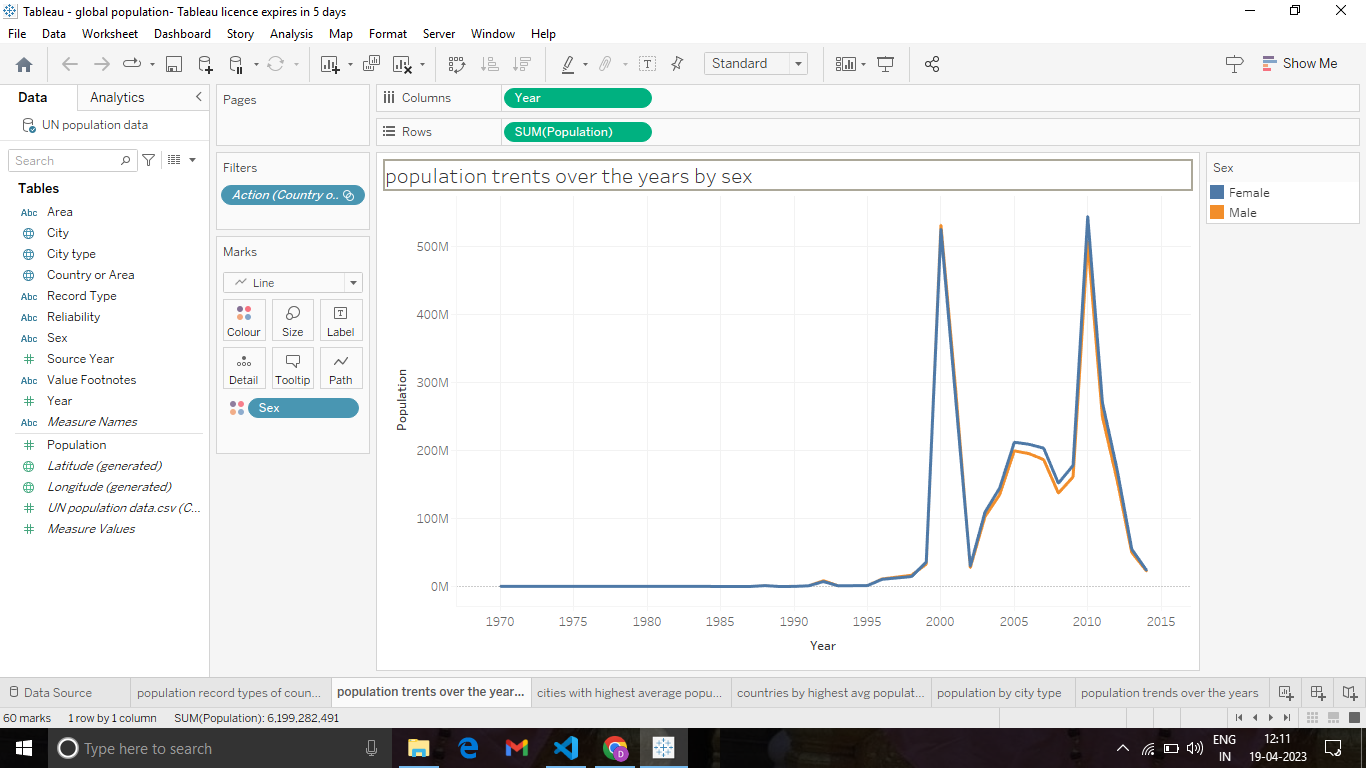 Tableau - global population- Tableau licence expires in 5 days
File Data Worksheet Dashboard Story Analysis Map Format Server Window Help
Standard
Show Me
Data Analytics
UN population data
Search
Tables
Abc Area
City
City type
Country or Area
Abc Record Type
Abc Reliability
Abc Sex
Source Year
Abc Value Footnotes
Year
Abc Measure Names
Population
Latitude (generated)
Longitude (generated)
UN population data.csv (C...
Measure Values
Pages
Filters
Action (Country o..
Marks
Line
Colour Size Label
Detail Tooltip Path
Sex
Columns Year
Rows SUM(Population)
population trents over the years by sex
500M
400M
300M
200M
100M
0M
Population
1970 1975 1980 1985 1990 1995 2000 2005 2010 2015
Year
Sex
Female
Male
Data Source population record types of coun... population trents over the year... cities with highest average popu... countries by highest avg populat... population by city type population trends over the years
60 marks 1 row by 1 column SUM(Population): 6,199,282,491
Type here to search
D
ENG
IN
12:11
19-04-2023